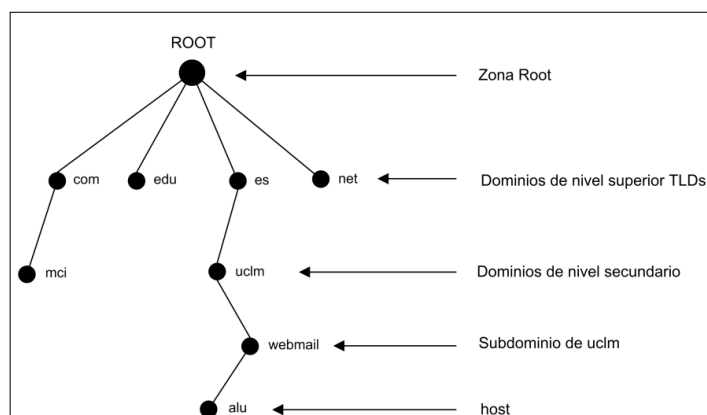 ROOT
Zona Root
com
edu
es
net
Dominios de nivel superior TLDs
mci
uclm
Dominios de nivel secundario
webmail
Subdominio de uclm
alu
host